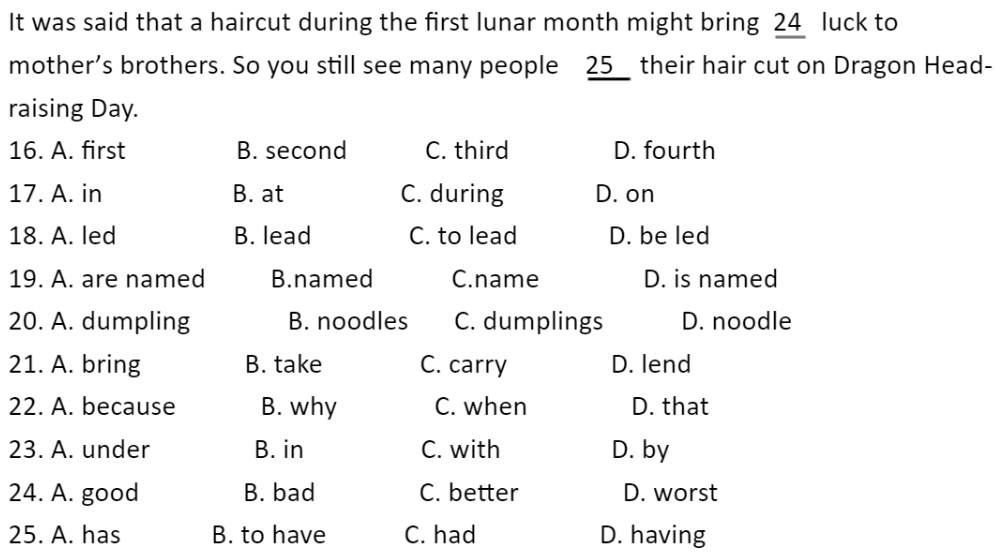 It was said that a haircut during the first lunar month might bring 24 luck to
mother’s brothers. So you still see many people 25 their hair cut on Dragon Head-
raising Day.
16. A. first B. second C. third D. fourth
17. A. in B. at C. during D. on
18. A. led B. lead C. to lead D. be led
19. A. are named B.named C.name D. is named
20. A. dumpling B. noodles C. dumplings D. noodle
21. A. bring B. take C. carry D. lend
22. A. because B. why C. when D. that
23. A. under B. in C. with D. by
24. A. good B. bad C. better D. worst
25. A. has B. to have C. had D. having